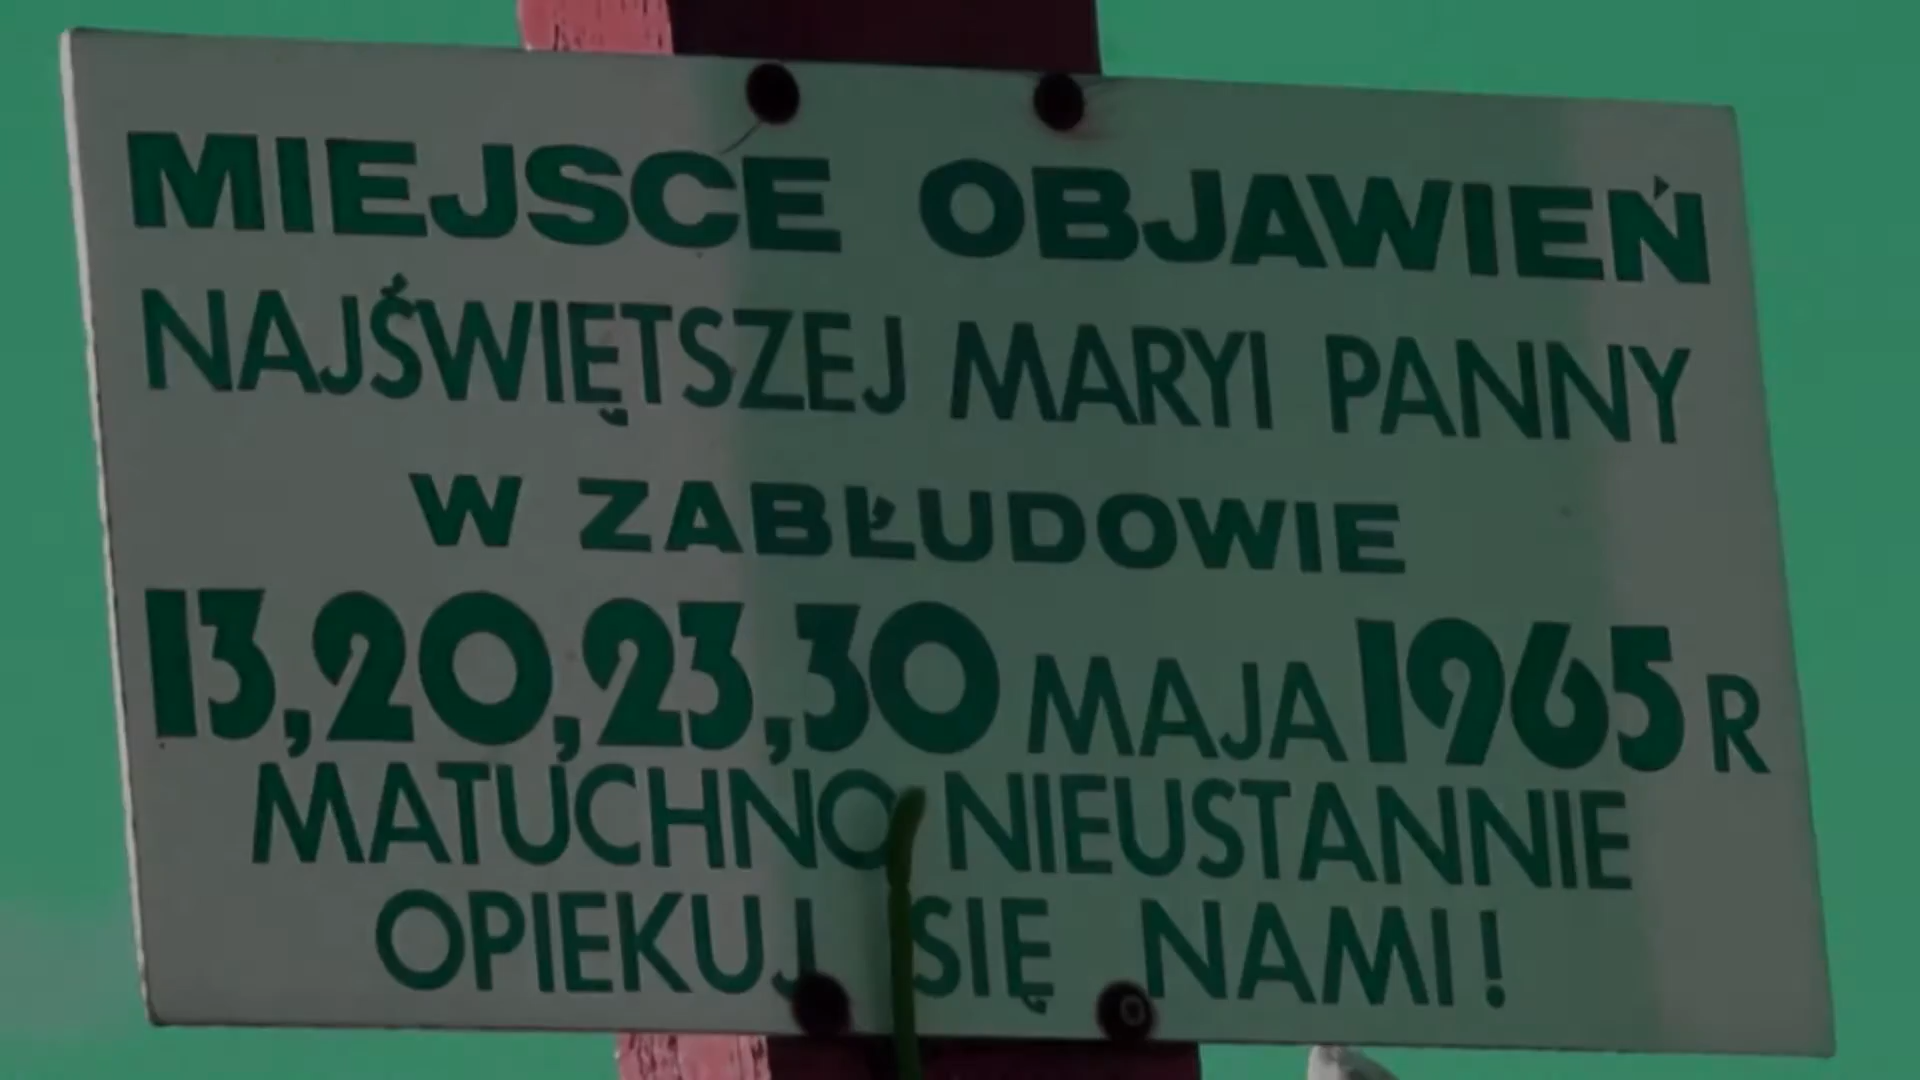 MIEJSCE OBJAWIEŃ
NAJŚWIĘTSZEJ MARYI PANNY
W ZABŁUDOWIE
13,20,23,30 MAJA 1965 R
MATUCHNO NIEUSTANNIE
OPIEKUJ SIĘ NAMI!